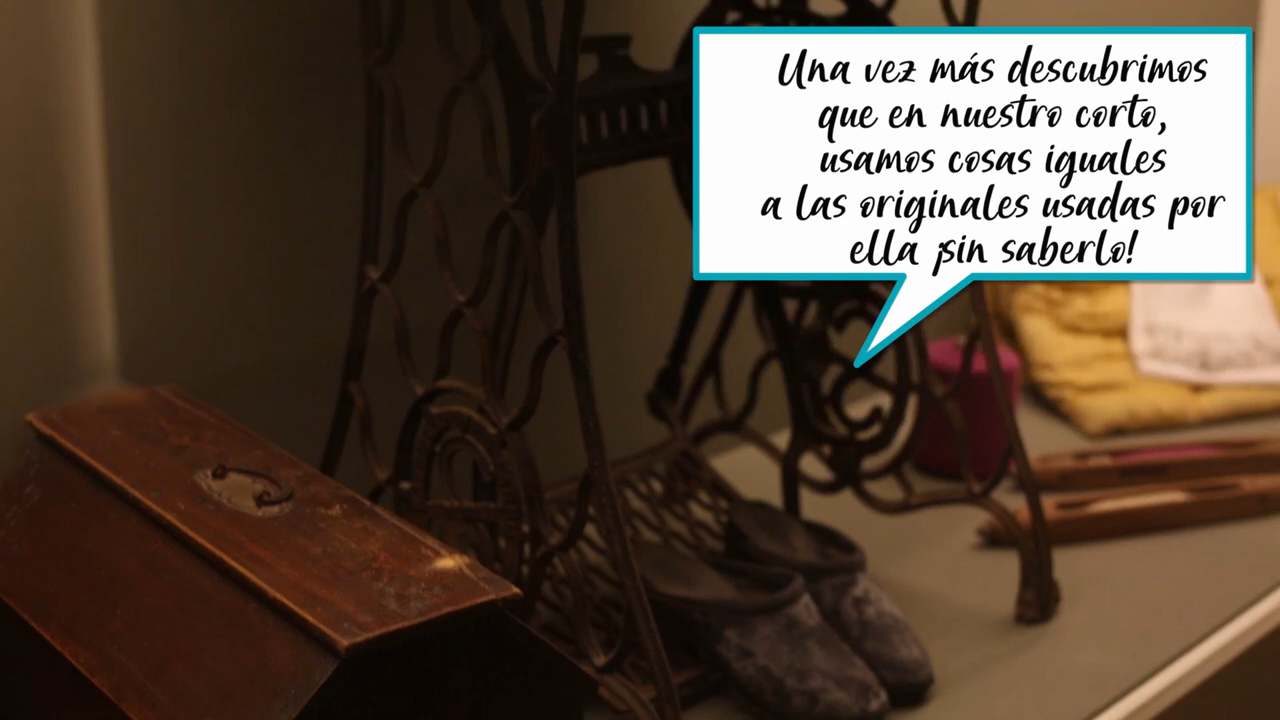 Una vez más descubrimos
que en nuestro corto,
usamos cosas iguales
a las originales usadas por
ella ¡sin saberlo!